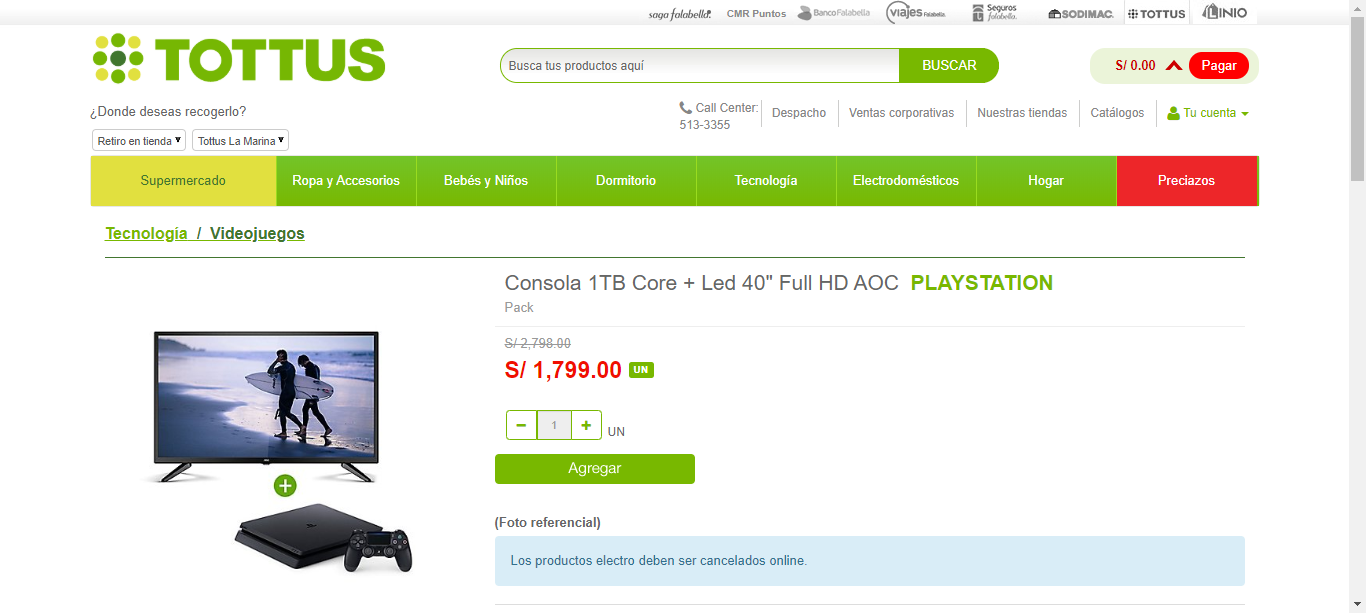 saga falabella. CMR Puntos BancoFalabella viajes Falabella Seguros falabella. SODIMAC. TOTTUS LINIO
TOTTUS
Busca tus productos aquí BUSCAR
S/ 0.00 Pagar
¿Donde deseas recogerlo?
Call Center:
513-3355
Despacho Ventas corporativas Nuestras tiendas Catálogos Tu cuenta
Retiro en tienda Tottus La Marina
Supermercado Ropa y Accesorios Bebés y Niños Dormitorio Tecnología Electrodomésticos Hogar Preciazos
Tecnología / Videojuegos
Consola 1TB Core + Led 40" Full HD AOC PLAYSTATION
Pack
S/ 2,798.00
S/ 1,799.00 UN
- 1 + UN
Agregar
(Foto referencial)
Los productos electro deben ser cancelados online.